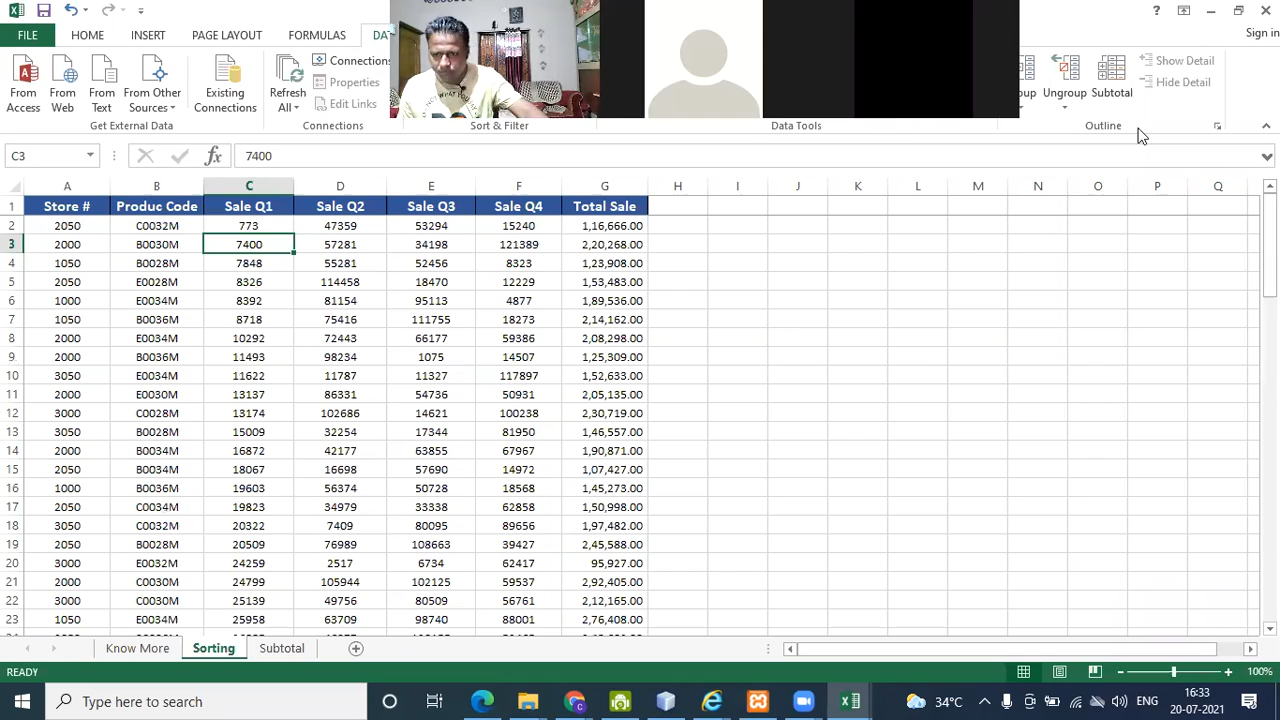 ? Sign in
FILE HOME INSERT PAGE LAYOUT FORMULAS DAT
From Access From Web From Text From Other Sources Existing Connections Refresh All Connections Properties Edit Links oup Ungroup Subtotal Show Detail Hide Detail
Get External Data Connections Sort & Filter Data Tools Outline
C3 fx 7400
A B C D E F G H I J K L M N O P Q
1 Store # Produc Code Sale Q1 Sale Q2 Sale Q3 Sale Q4 Total Sale
2 2050 C0032M 773 47359 53294 15240 1,16,666.00
3 2000 B0030M 7400 57281 34198 121389 2,20,268.00
4 1050 B0028M 7848 55281 52456 8323 1,23,908.00
5 2050 E0028M 8326 114458 18470 12229 1,53,483.00
6 1000 E0034M 8392 81154 95113 4877 1,89,536.00
7 1050 B0036M 8718 75416 111755 18273 2,14,162.00
8 2000 E0034M 10292 72443 66177 59386 2,08,298.00
9 2000 B0036M 11493 98234 1075 14507 1,25,309.00
10 3050 E0034M 11622 11787 11327 117897 1,52,633.00
11 2000 E0030M 13137 86331 54736 50931 2,05,135.00
12 3000 C0028M 13174 102686 14621 100238 2,30,719.00
13 3050 B0028M 15009 32254 17344 81950 1,46,557.00
14 2000 B0034M 16872 42177 63855 67967 1,90,871.00
15 2050 B0034M 18067 16698 57690 14972 1,07,427.00
16 1000 B0036M 19603 56374 50728 18568 1,45,273.00
17 2050 C0034M 19823 34979 33338 62858 1,50,998.00
18 3050 C0032M 20322 7409 80095 89656 1,97,482.00
19 2050 B0028M 20509 76989 108663 39427 2,45,588.00
20 3000 E0032M 24259 2517 6734 62417 95,927.00
21 2000 C0030M 24799 105944 102125 59537 2,92,405.00
22 3000 C0030M 25139 49756 80509 56761 2,12,165.00
23 1050 E0034M 25958 63709 98740 88001 2,76,408.00
Know More Sorting Subtotal
READY 100%
Type here to search 34°C ENG 16:33
20-07-2021